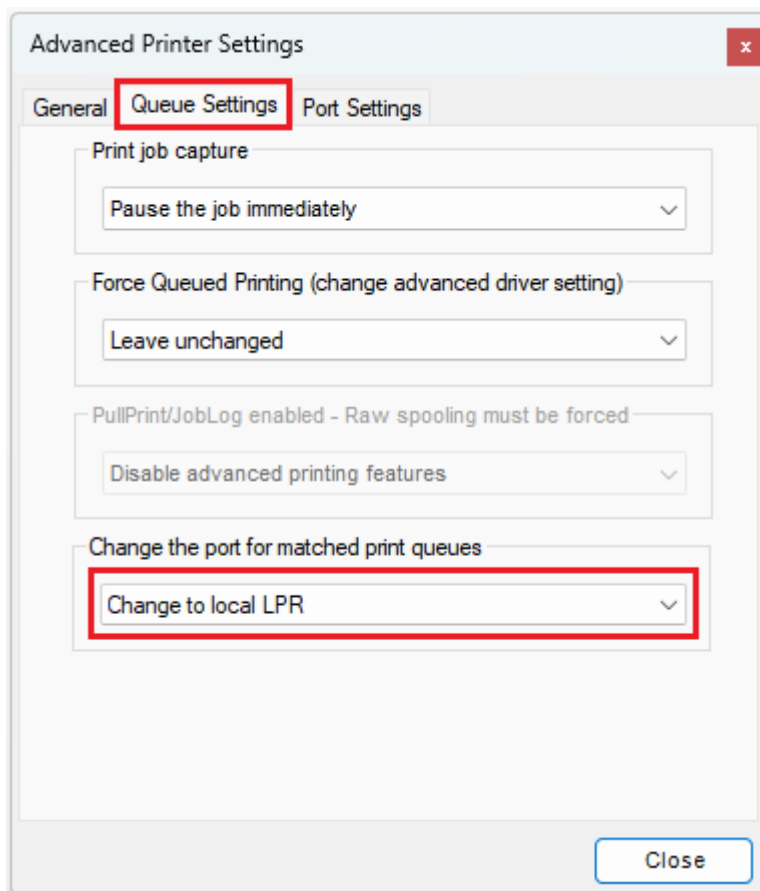 Advanced Printer Settings
x
General Queue Settings Port Settings
Print job capture
Pause the job immediately
Force Queued Printing (change advanced driver setting)
Leave unchanged
PullPrint/JobLog enabled - Raw spooling must be forced
Disable advanced printing features
Change the port for matched print queues
Change to local LPR
Close